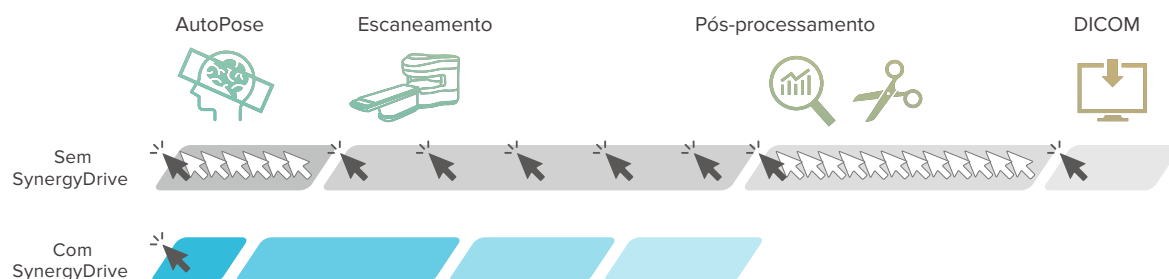 AutoPose
Escaneamento
Pós-processamento
DICOM
Sem
SynergyDrive
Com
SynergyDrive